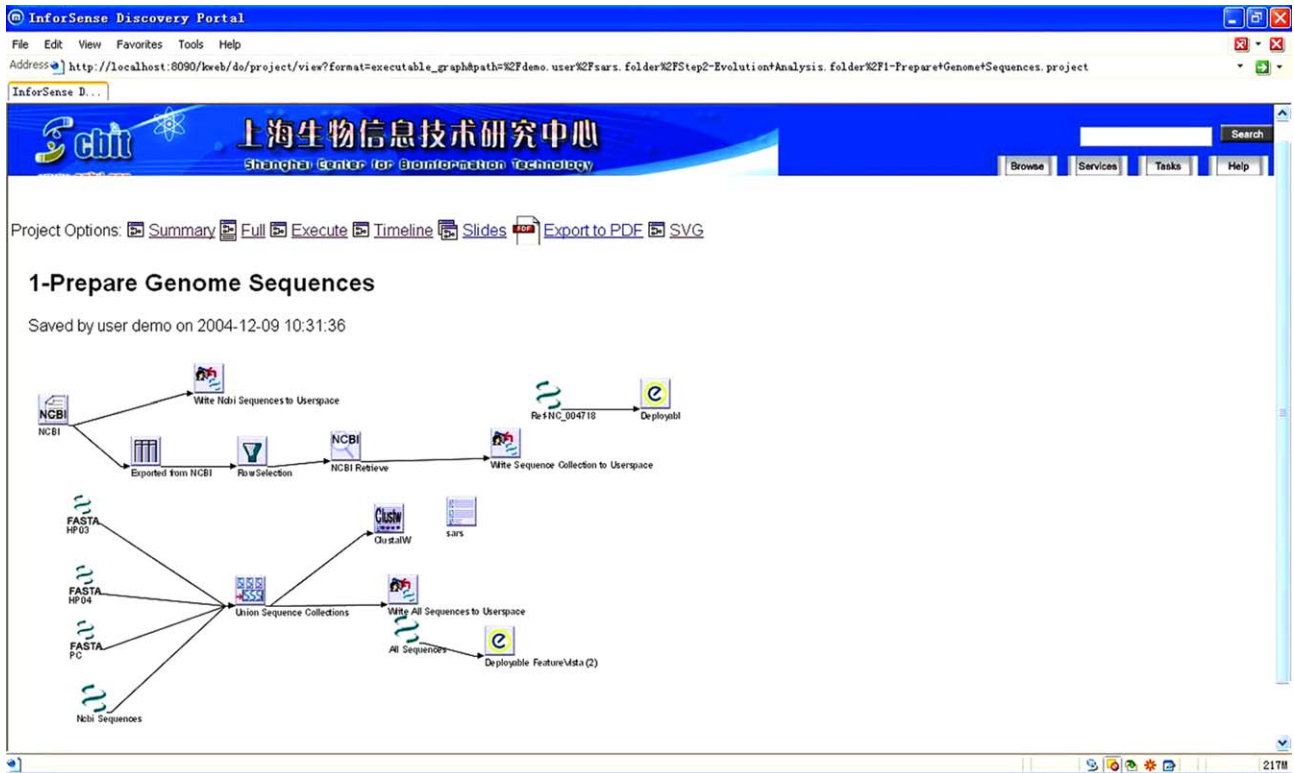 InforSense Discovery Portal
File Edit View Favorites Tools Help
Address http://localhost:8090/kweb/do/project/view?format=executable_graph&path=%2Fdemo.user%2Fsars.folder%2FStep2-Evolution+Analysis.folder%2F1-Prepare+Genome+Sequences.project
InforSense D...
Scbit 上海生物信息技术研究中心
Shanghai Center for Bioinformation Technology
Search
Browse Services Tasks Help
Project Options: Summary Full Execute Timeline Slides PDF Export to PDF SVG
1-Prepare Genome Sequences
Saved by user demo on 2004-12-09 10:31:36
Write Ncbi Sequences to Userspace
NCBI
NCBI
Ref NC_004718
Deployabl
NCBI
Exported from NCBI
RowSelection
NCBI Retrieve
Write Sequence Collection to Userspace
FASTA
HP03
Clustw
ClustalW
sars
FASTA
HP04
Union Sequence Collections
Write All Sequences to Userspace
FASTA
PC
All Sequences
Deployable FeatureVista (2)
Ncbi Sequences
217M